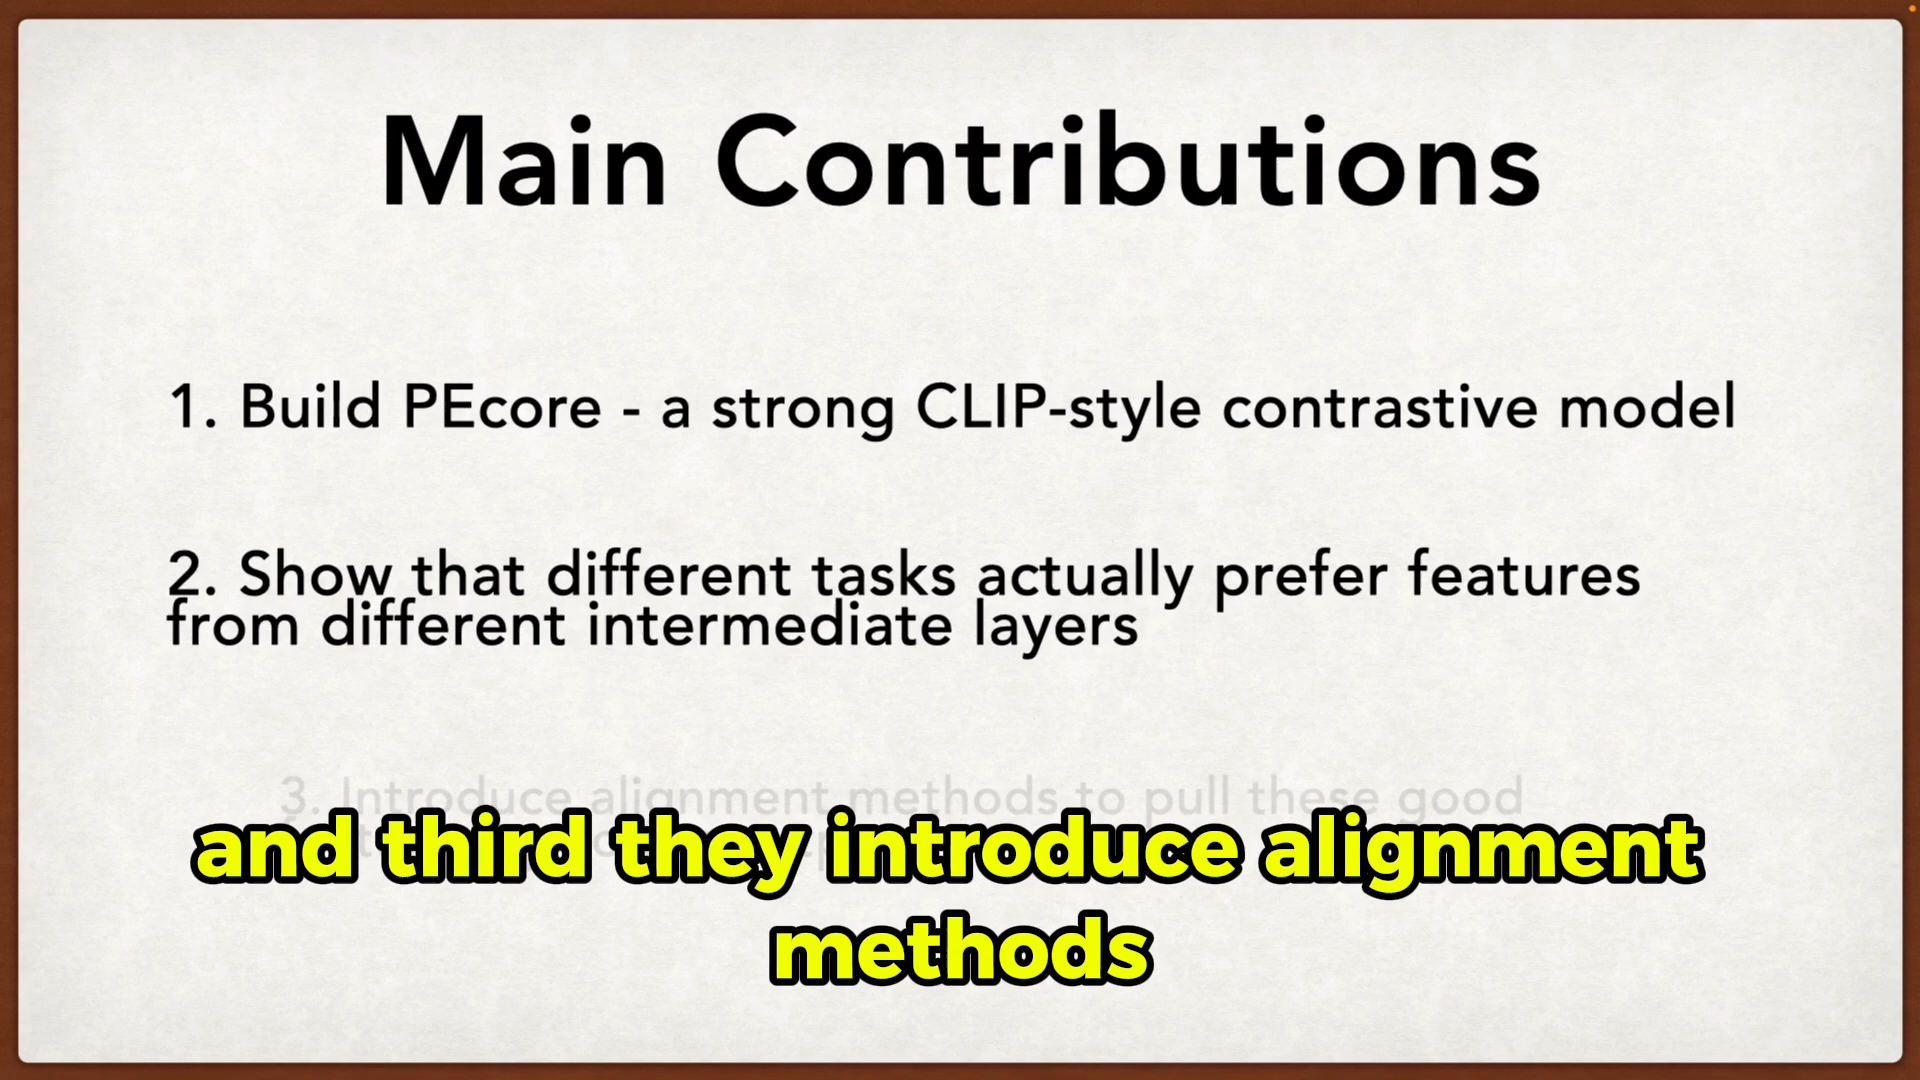 Main Contributions
1. Build PEcore - a strong CLIP-style contrastive model
2. Show that different tasks actually prefer features
from different intermediate layers
3. Introduce alignment methods to pull these good
and third they introduce alignment
methods